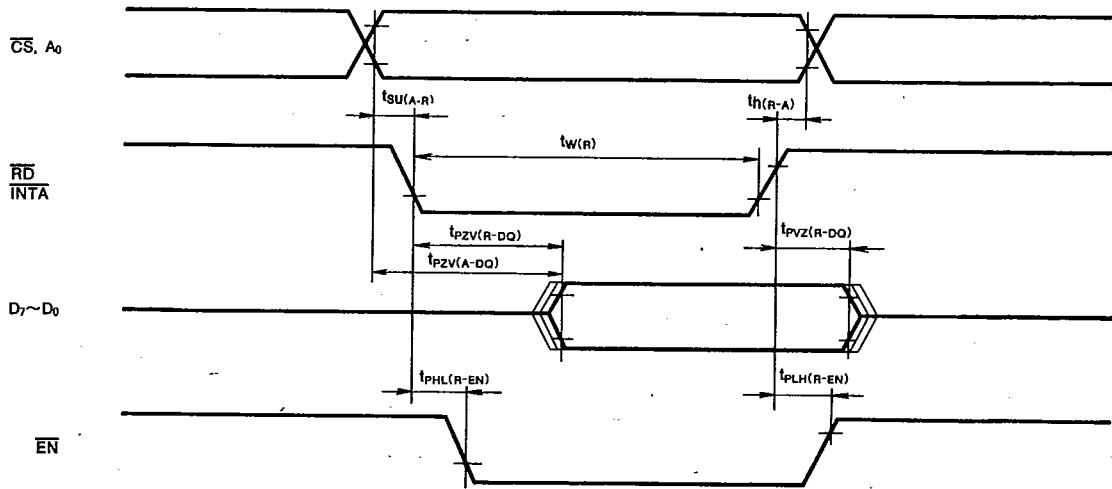 CS, A0
tSU(A-R)
th(R-A)
tW(R)
RD
INTA
tPZV(R-DQ)
tPVZ(R-DQ)
tPZV(A-DQ)
D7~D0
tPHL(R-EN)
tPLH(R-EN)
EN